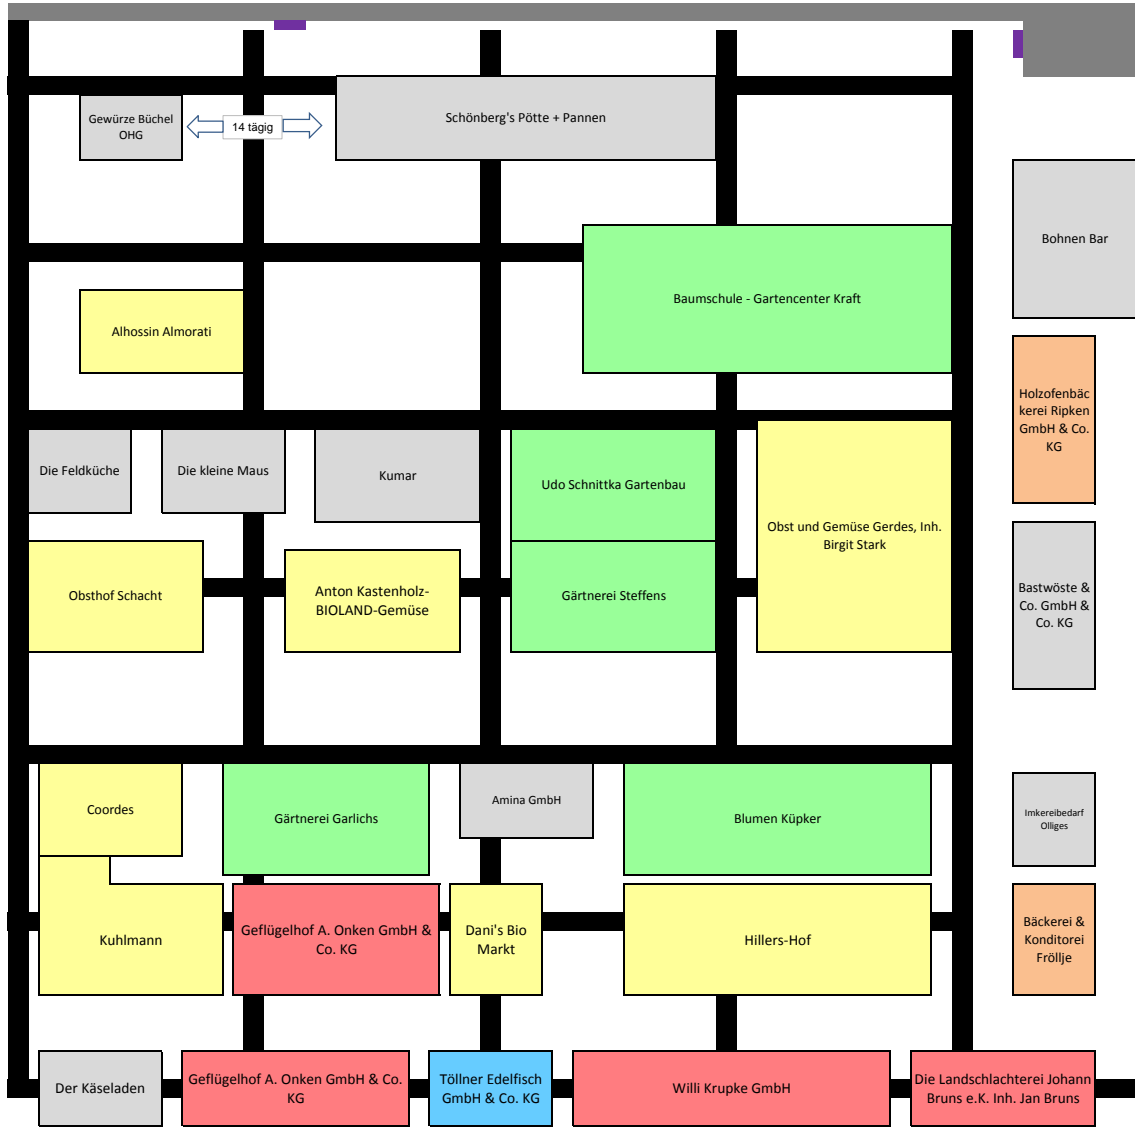 Gewürze Büchel
OHG
14 tägig
Schönberg's Pötte + Pannen
Bohnen Bar
Baumschule - Gartencenter Kraft
Alhossin Almorati
Holzofenbäc
kerei Ripken
GmbH & Co.
KG
Die Feldküche
Die kleine Maus
Kumar
Udo Schnittka Gartenbau
Obst und Gemüse Gerdes, Inh.
Birgit Stark
Obsthof Schacht
Anton Kastenholz-
BIOLAND-Gemüse
Gärtnerei Steffens
Bastwöste &
Co. GmbH &
Co. KG
Coordes
Gärtnerei Garlichs
Amina GmbH
Blumen Küpker
Imkereibedarf
Olliges
Kuhlmann
Geflügelhof A. Onken GmbH &
Co. KG
Dani's Bio
Markt
Hillers-Hof
Bäckerei &
Konditorei
Fröllje
Der Käseladen
Geflügelhof A. Onken GmbH & Co.
KG
Töllner Edelfisch
GmbH & Co. KG
Willi Krupke GmbH
Die Landschlachterei Johann
Bruns e.K. Inh. Jan Bruns